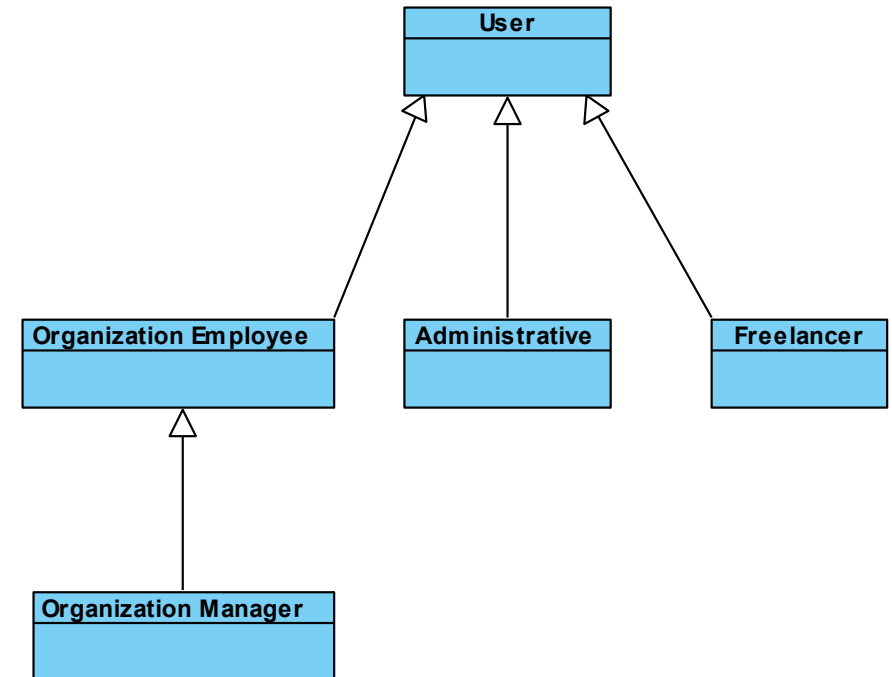 User
Organization Employee
Administrative
Freelancer
Organization Manager